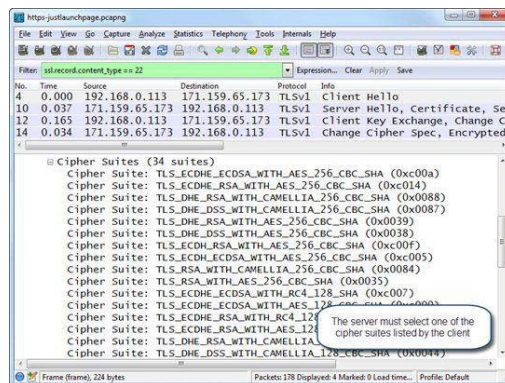 https-justlaunchpage.pcapng
File Edit View Go Capture Analyze Statistics Telephony Tools Internals Help
Filter: ssl.record.content_type == 22 Expression... Clear Apply Save
No. Time Source Destination Protocol Info
4 0.000 192.168.0.113 171.159.65.173 TLSv1 Client Hello
10 0.037 171.159.65.173 192.168.0.113 TLSv1 Server Hello, Certificate, Se
12 0.165 192.168.0.113 171.159.65.173 TLSv1 Client Key Exchange, Change C
14 0.034 171.159.65.173 192.168.0.113 TLSv1 Change Cipher Spec, Encrypted
Cipher Suites (34 suites)
Cipher Suite: TLS_ECDHE_ECDSA_WITH_AES_256_CBC_SHA (0xc00a)
Cipher Suite: TLS_ECDHE_RSA_WITH_AES_256_CBC_SHA (0xc014)
Cipher Suite: TLS_DHE_RSA_WITH_CAMELLIA_256_CBC_SHA (0x0088)
Cipher Suite: TLS_DHE_DSS_WITH_CAMELLIA_256_CBC_SHA (0x0087)
Cipher Suite: TLS_DHE_RSA_WITH_AES_256_CBC_SHA (0x0039)
Cipher Suite: TLS_DHE_DSS_WITH_AES_256_CBC_SHA (0x0038)
Cipher Suite: TLS_ECDH_RSA_WITH_AES_256_CBC_SHA (0xc00f)
Cipher Suite: TLS_ECDH_ECDSA_WITH_AES_256_CBC_SHA (0xc005)
Cipher Suite: TLS_RSA_WITH_CAMELLIA_256_CBC_SHA (0x0084)
Cipher Suite: TLS_RSA_WITH_AES_256_CBC_SHA (0x0035)
Cipher Suite: TLS_ECDHE_ECDSA_WITH_RC4_128_SHA (0xc007)
Cipher Suite: TLS_ECDHE_ECDSA_WITH_AES_128
Cipher Suite: TLS_ECDHE_RSA_WITH_RC4_128
Cipher Suite: TLS_ECDHE_RSA_WITH_AES_128
Cipher Suite: TLS_DHE_RSA_WITH_CAMELLIA_128
Cipher Suite: TLS_DHE_DSS_WITH_CAMELLIA_128_CBC_SHA (0x0044)
The server must select one of the
cipher suites listed by the client
Frame (frame), 224 bytes Packets: 178 Displayed: 4 Marked: 0 Load time... Profile: Default